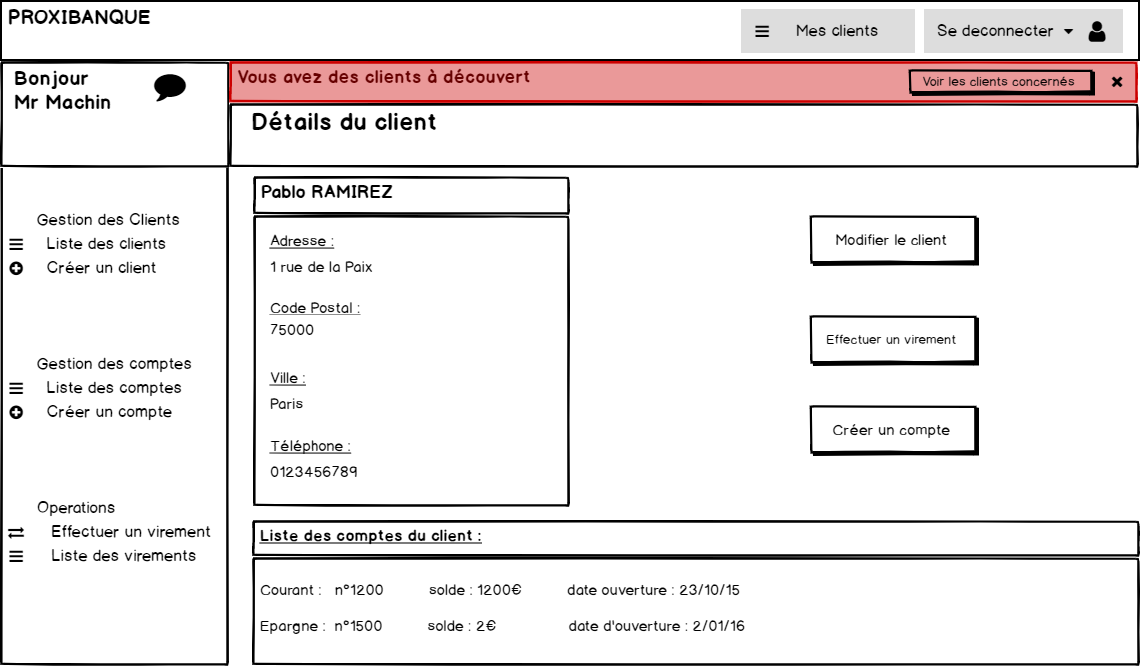 PROXIBANQUE
Mes clients
Se deconnecter
Bonjour
Mr Machin
Vous avez des clients à découvert
Voir les clients concernés
Détails du client
Gestion des Clients
Liste des clients
Créer un client
Gestion des comptes
Liste des comptes
Créer un compte
Operations
Effectuer un virement
Liste des virements
Pablo RAMIREZ
Adresse :
1 rue de la Paix
Code Postal :
75000
Ville :
Paris
Téléphone :
0123456789
Modifier le client
Effectuer un virement
Créer un compte
Liste des comptes du client :
Courant : n°1200 solde : 1200€ date ouverture : 23/10/15
Epargne : n°1500 solde : 2€ date d'ouverture : 2/01/16